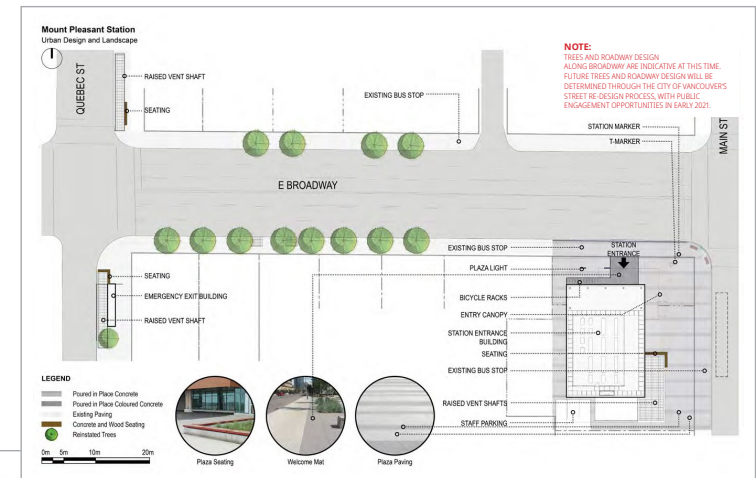 Mount Pleasant Station
Urban Design and Landscape
NOTE:
TREES AND ROADWAY DESIGN
ALONG BROADWAY ARE INDICATIVE AT THIS TIME.
FUTURE TREES AND ROADWAY DESIGN WILL BE
DETERMINED THROUGH THE CITY OF VANCOUVER'S
STREET RE-DESIGN PROCESS, WITH PUBLIC
ENGAGEMENT OPPORTUNITIES IN EARLY 2021.
QUEBEC ST
RAISED VENT SHAFT
SEATING
EXISTING BUS STOP
STATION MARKER
T-MARKER
MAIN ST
E BROADWAY
EXISTING BUS STOP
STATION
ENTRANCE
PLAZA LIGHT
SEATING
EMERGENCY EXIT BUILDING
RAISED VENT SHAFT
BICYCLE RACKS
ENTRY CANOPY
STATION ENTRANCE
BUILDING
SEATING
EXISTING BUS STOP
RAISED VENT SHAFTS
STAFF PARKING
LEGEND
Poured in Place Concrete
Poured in Place Coloured Concrete
Existing Paving
Concrete and Wood Seating
Reinstated Trees
0m 5m 10m 20m
Plaza Seating
Welcome Mat
Plaza Paving